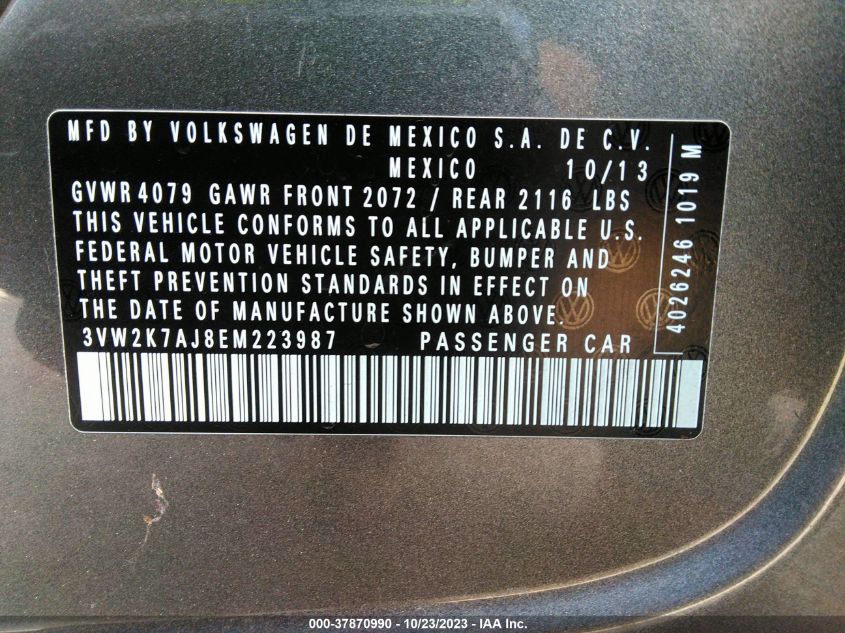 MFD BY VOLKSWAGEN DE MEXICO S.A. DE C.V.
MEXICO 10/13
GVWR 4079 GAWR FRONT 2072 / REAR 2116 LBS
THIS VEHICLE CONFORMS TO ALL APPLICABLE U.S.
FEDERAL MOTOR VEHICLE SAFETY, BUMPER AND
THEFT PREVENTION STANDARDS IN EFFECT ON
THE DATE OF MANUFACTURE SHOWN ABOVE.
3VW2K7AJ8EM223987 PASSENGER CAR
4026246 1019 M
000-37870990 - 10/23/2023 - IAA Inc.